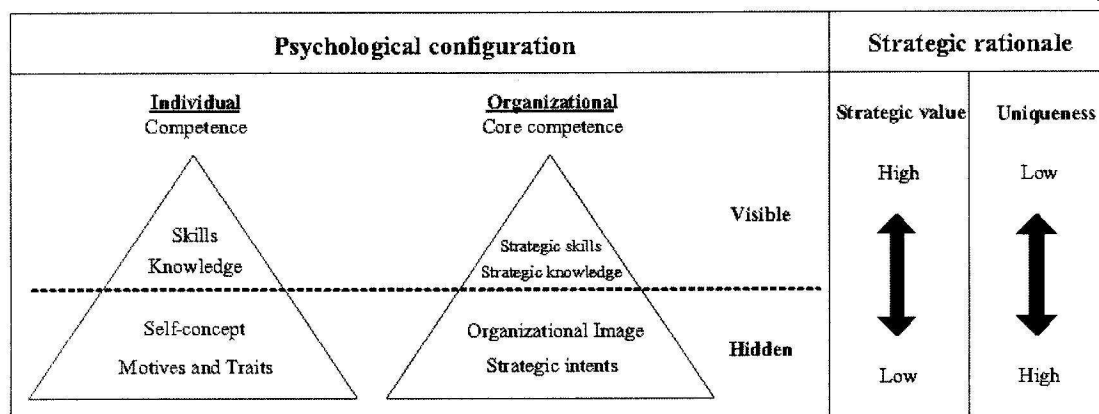 Psychological configuration
Strategic rationale
Individual
Competence
Organizational
Core competence
Strategic value
Uniqueness
High
Low
Visible
Skills
Knowledge
Strategic skills
Strategic knowledge
Self-concept
Motives and Traits
Organizational Image
Strategic intents
Hidden
Low
High